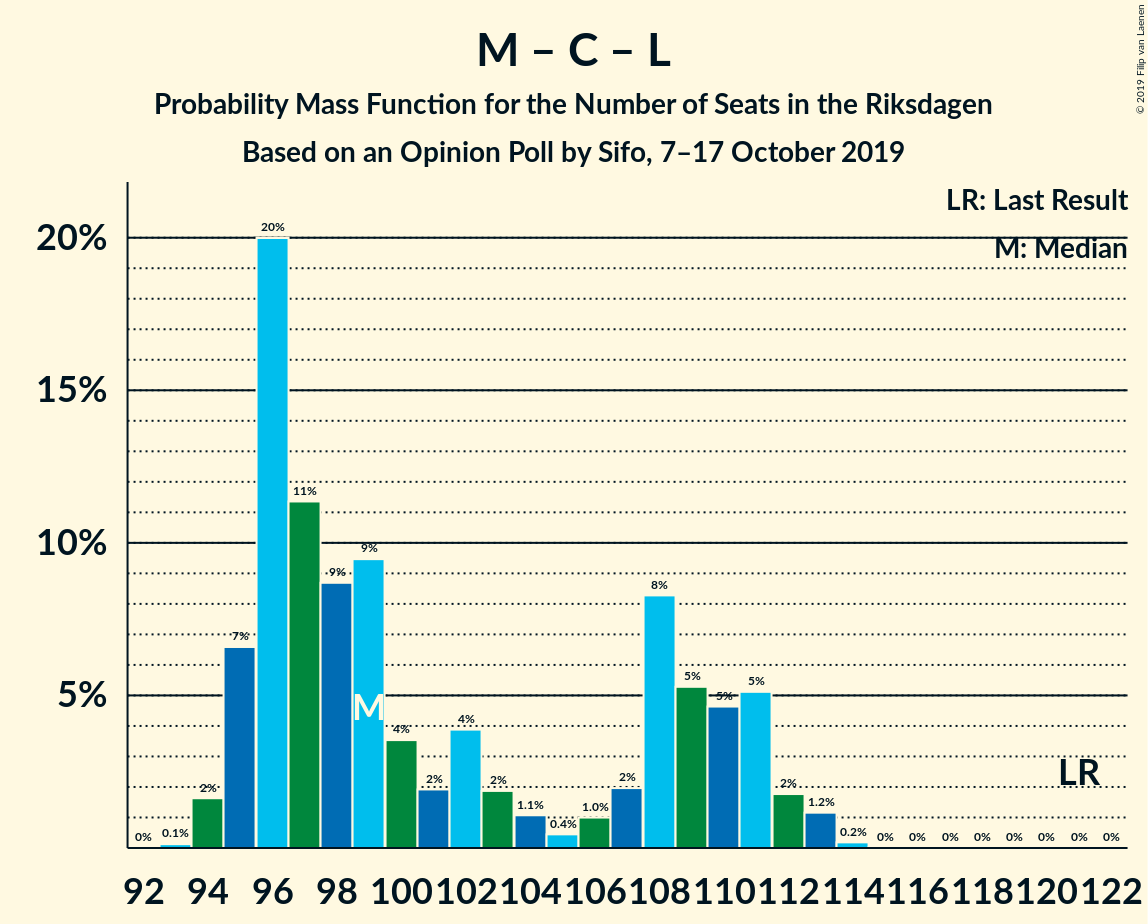 M – C – L
Probability Mass Function for the Number of Seats in the Riksdagen
Based on an Opinion Poll by Sifo, 7–17 October 2019
© 2019 Filip van Laenen
LR: Last Result
M: Median
20%
15%
10%
5%
0% 0.1% 2% 7% 20% 11% 9% 9% 4% 2% 4% 2% 1.1% 0.4% 1.0% 2% 8% 5% 5% 5% 2% 1.2% 0.2% 0% 0% 0% 0% 0% 0% 0% 0%
M
LR
92 94 96 98 100 102 104 106 108 110 112 114 116 118 120 122